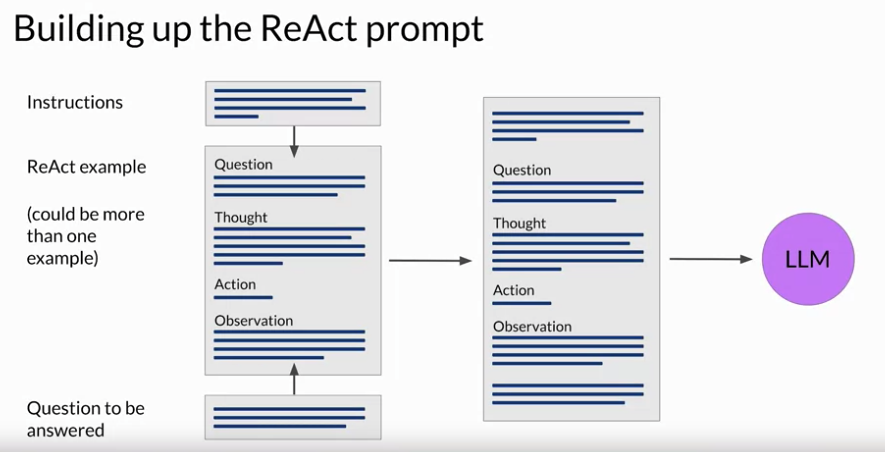 Building up the ReAct prompt
Instructions
ReAct example
(could be more
than one
example)
Question
Thought
Action
Observation
Question to be
answered
Question
Thought
Action
Observation
LLM